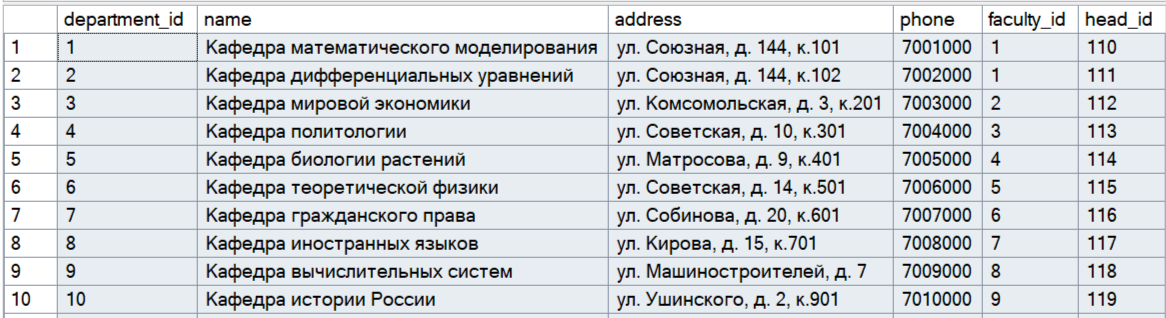 department_id name address phone faculty_id head_id
1 1 Кафедра математического моделирования ул. Союзная, д. 144, к.101 7001000 1 110
2 2 Кафедра дифференциальных уравнений ул. Союзная, д. 144, к.102 7002000 1 111
3 3 Кафедра мировой экономики ул. Комсомольская, д. 3, к.201 7003000 2 112
4 4 Кафедра политологии ул. Советская, д. 10, к.301 7004000 3 113
5 5 Кафедра биологии растений ул. Матросова, д. 9, к.401 7005000 4 114
6 6 Кафедра теоретической физики ул. Советская, д. 14, к.501 7006000 5 115
7 7 Кафедра гражданского права ул. Собинова, д. 20, к.601 7007000 6 116
8 8 Кафедра иностранных языков ул. Кирова, д. 15, к.701 7008000 7 117
9 9 Кафедра вычислительных систем ул. Машиностроителей, д. 7 7009000 8 118
10 10 Кафедра истории России ул. Ушинского, д. 2, к.901 7010000 9 119